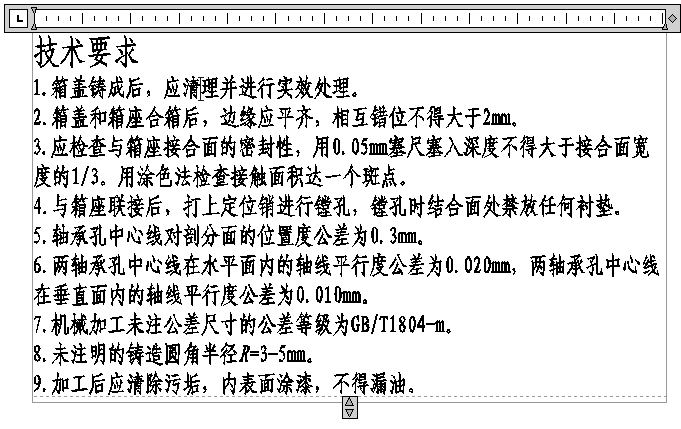 技术要求
1.箱盖铸成后，应清理并进行实效处理。
2.箱盖和箱座合箱后，边缘应平齐，相互错位不得大于2mm。
3.应检查与箱座接合面的密封性，用0.05mm塞尺塞入深度不得大于接合面宽
度的1/3。用涂色法检查接触面积达一个斑点。
4.与箱座联接后，打上定位销进行镗孔，镗孔时结合面处禁放任何衬垫。
5.轴承孔中心线对剖分面的位置度公差为0.3mm。
6.两轴承孔中心线在水平面内的轴线平行度公差为0.020mm，两轴承孔中心线
在垂直面内的轴线平行度公差为0.010mm。
7.机械加工未注公差尺寸的公差等级为GB/T1804-m。
8.未注明的铸造圆角半径R=3-5mm。
9.加工后应清除污垢，内表面涂漆，不得漏油。